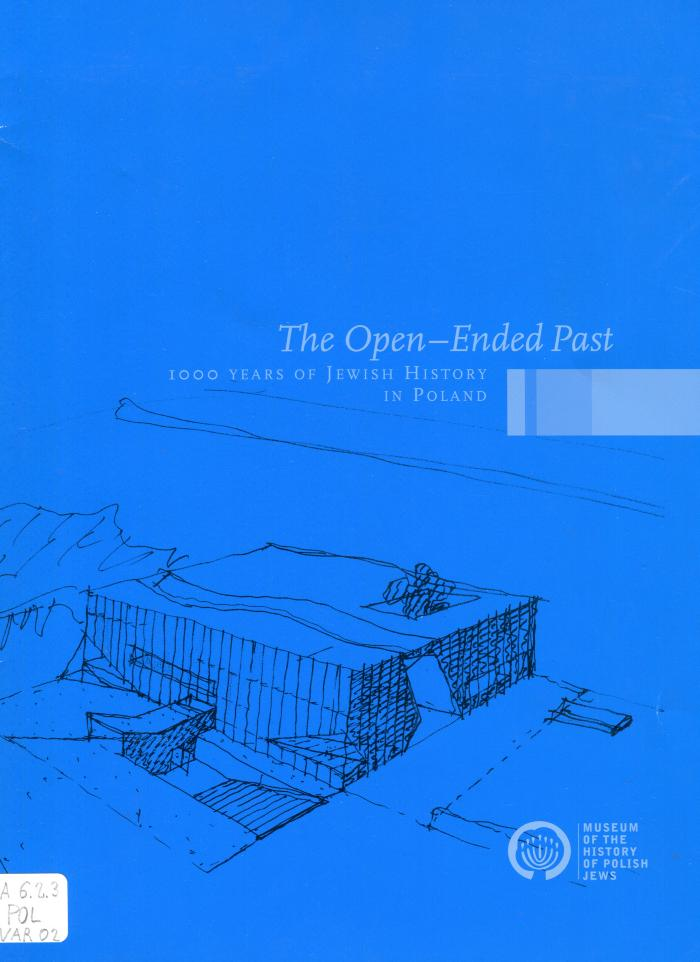 The Open–Ended Past
1000 YEARS OF JEWISH HISTORY
IN POLAND
MUSEUM
OF THE
HISTORY
OF POLISH
JEWS
A 6.2.3
POL
VAR 02